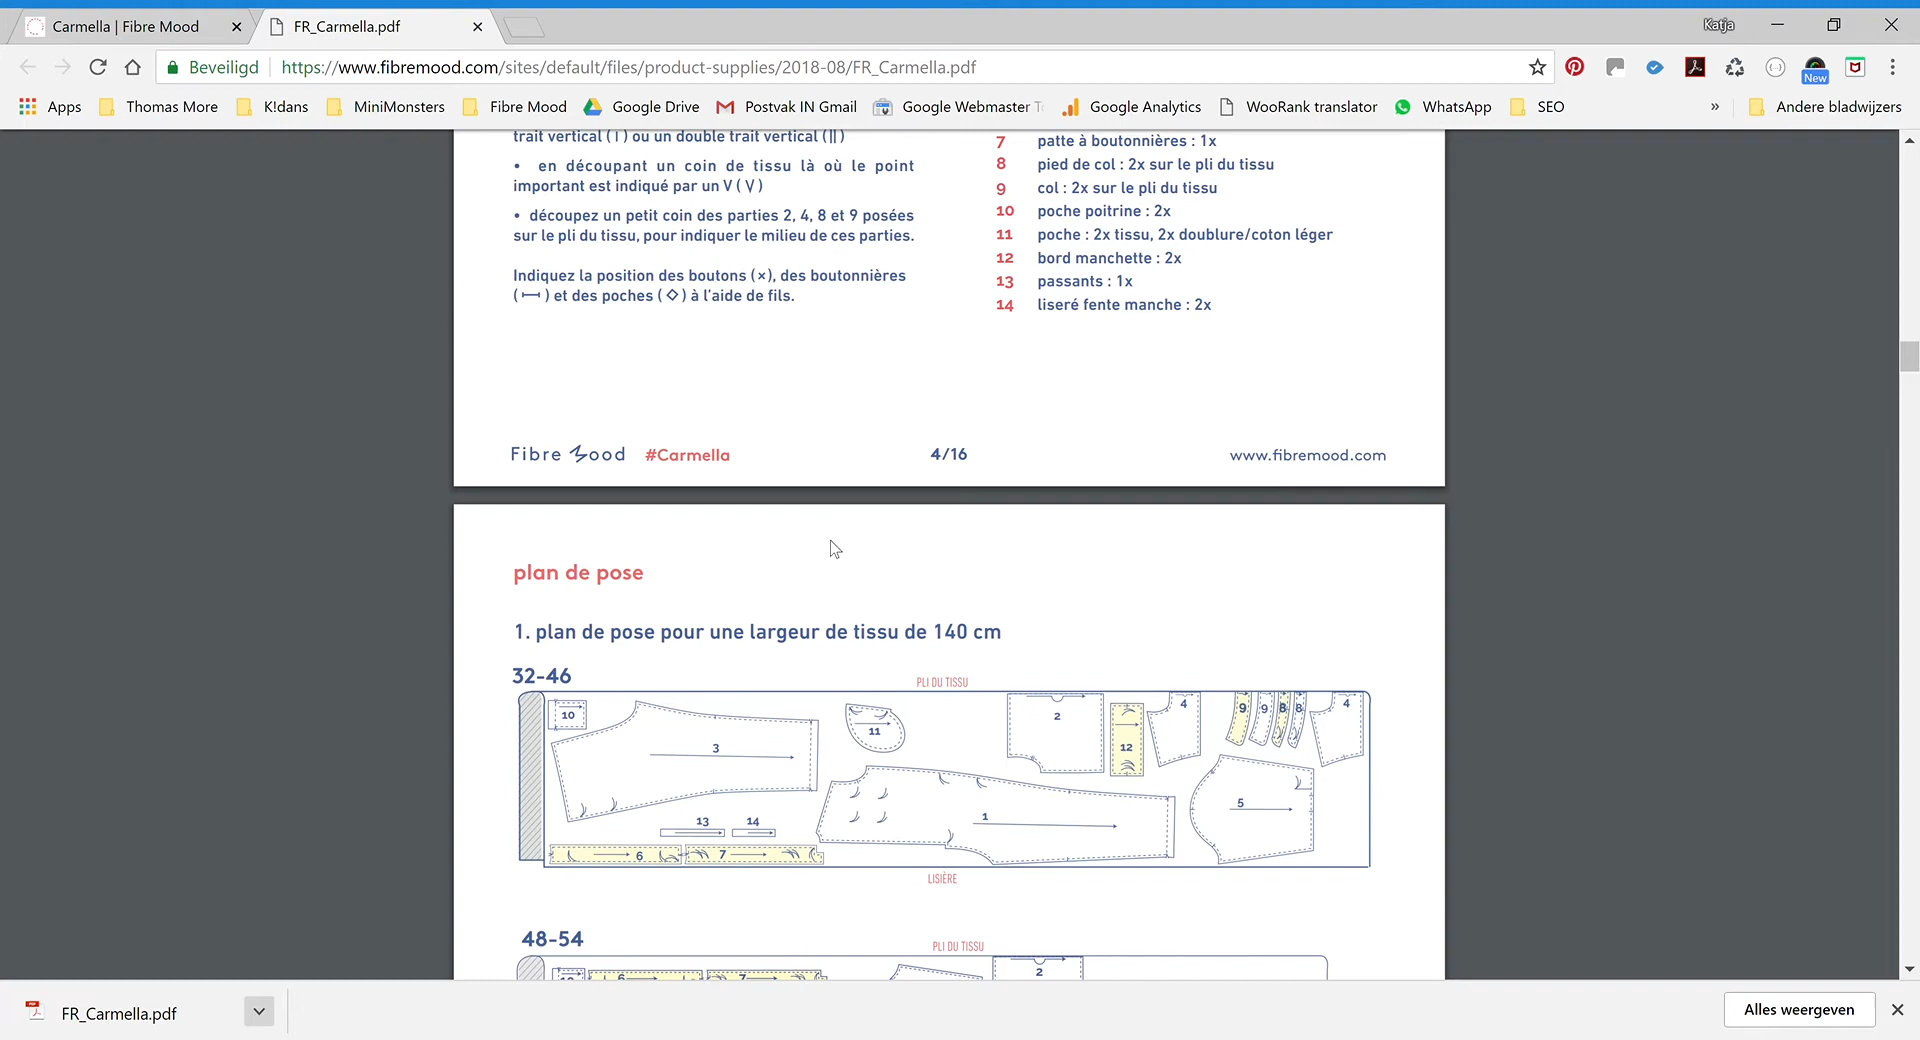 Carmella | Fibre Mood
FR_Carmella.pdf
Katja
Beveiligd
https://www.fibremood.com/sites/default/files/product-supplies/2018-08/FR_Carmella.pdf
New
Apps
Thomas More
K!dans
MiniMonsters
Fibre Mood
Google Drive
Postvak IN Gmail
Google Webmaster
Google Analytics
WooRank translator
WhatsApp
SEO
»
Andere bladwijzers
trait vertical ( | ) ou un double trait vertical ( || )
• en découpant un coin de tissu là où le point
important est indiqué par un V ( V )
• découpez un petit coin des parties 2, 4, 8 et 9 posées
sur le pli du tissu, pour indiquer le milieu de ces parties.
Indiquez la position des boutons (×), des boutonnières
( ) et des poches ( ◇ ) à l'aide de fils.
7 patte à boutonnières : 1x
8 pied de col : 2x sur le pli du tissu
9 col : 2x sur le pli du tissu
10 poche poitrine : 2x
11 poche : 2x tissu, 2x doublure/coton léger
12 bord manchette : 2x
13 passants : 1x
14 liseré fente manche : 2x
Fibre Mood #Carmella 4/16 www.fibremood.com
plan de pose
1. plan de pose pour une largeur de tissu de 140 cm
32-46
PLI DU TISSU
10
3
11
2
12
4
9
9
8
8
4
13
14
1
5
6
7
LISIÈRE
48-54
PLI DU TISSU
6
7
2
FR_Carmella.pdf
Alles weergeven